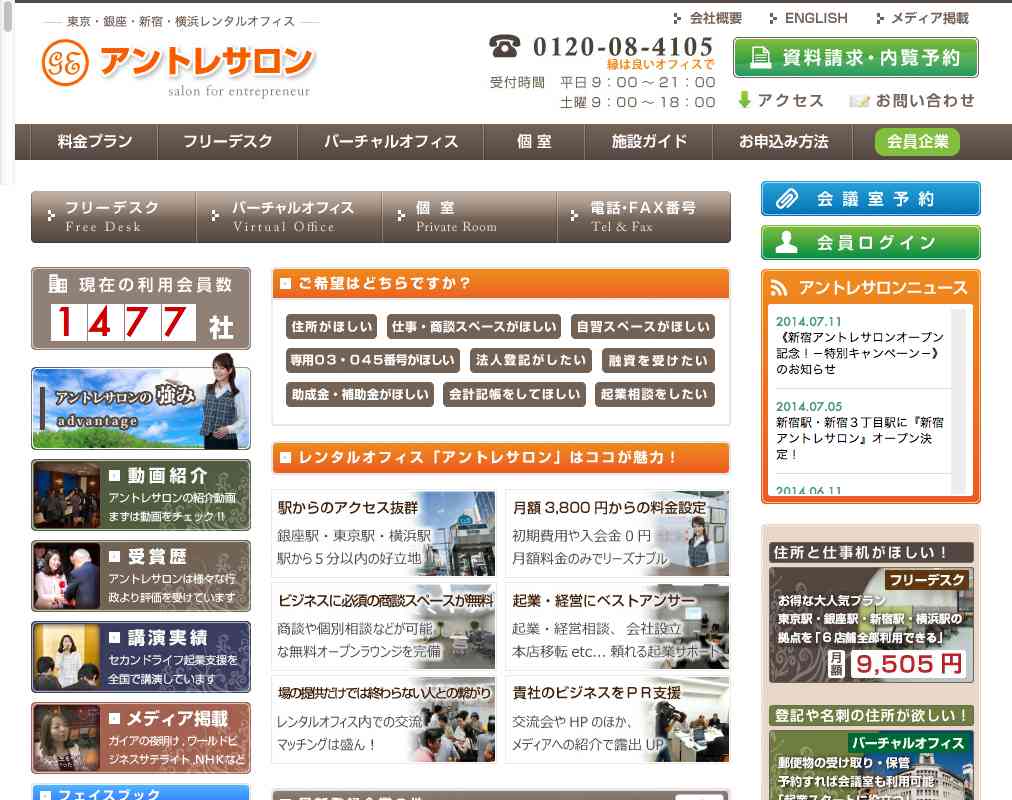 東京・銀座・新宿・横浜レンタルオフィス
アントレサロン
salon for entrepreneur
0120-08-4105
縁は良いオフィスで
受付時間 平日 9：00 ～ 21：00
土曜 9：00 ～ 18：00
会社概要
ENGLISH
メディア掲載
資料請求・内覧予約
アクセス
お問い合わせ
料金プラン
フリーデスク
バーチャルオフィス
個 室
施設ガイド
お申込み方法
会員企業
フリーデスク
Free Desk
バーチャルオフィス
Virtual Office
個 室
Private Room
電話・FAX番号
Tel & Fax
現在の利用会員数
1477 社
アントレサロンの 強み
advantage
動画紹介
アントレサロンの紹介動画
まずは動画をチェック!!
受賞歴
アントレサロンは様々な行
政より評価を受けています
講演実績
セカンドライフ起業支援を
全国で講演しています
メディア掲載
ガイアの夜明け、ワールドビ
ジネスサテライト、NHKなど
フェイスブック
ご希望はどちらですか？
住所がほしい
仕事・商談スペースがほしい
自習スペースがほしい
専用０３・０４５番号がほしい
法人登記がしたい
融資を受けたい
助成金・補助金がほしい
会計記帳をしてほしい
起業相談をしたい
レンタルオフィス「アントレサロン」はココが魅力！
駅からのアクセス抜群
銀座駅・東京駅・横浜駅
駅から５分以内の好立地
月額 3,800 円からの料金設定
初期費用や入会金 0 円
月額料金のみでリーズナブル
ビジネスに必須の商談スペースが無料
商談や個別相談などが可能
な無料オープンラウンジを完備
起業・経営にベストアンサー
起業・経営相談、会社設立
本店移転 etc... 頼れる起業サポート
場の提供だけでは終わらない人との繋がり
レンタルオフィス内での交流
マッチングは盛ん！
貴社のビジネスをＰＲ支援
交流会や HP のほか、
メディアへの紹介で露出 UP
会議室予約
会員ログイン
アントレサロンニュース
2014.07.11
《新宿アントレサロンオープン
記念！－特別キャンペーン－》
のお知らせ
2014.07.05
新宿駅・新宿３丁目駅に『新宿
アントレサロン』オープン決
定！
2014.06.11
住所と仕事机がほしい！
フリーデスク
お得な大人気プラン
東京駅・銀座駅・新宿駅・横浜駅の
拠点を「６店舗全部利用できる」
月額 9,505 円
登記や名刺の住所が欲しい！
バーチャルオフィス
郵便物の受け取り・保管
予約すれば会議室も利用可能